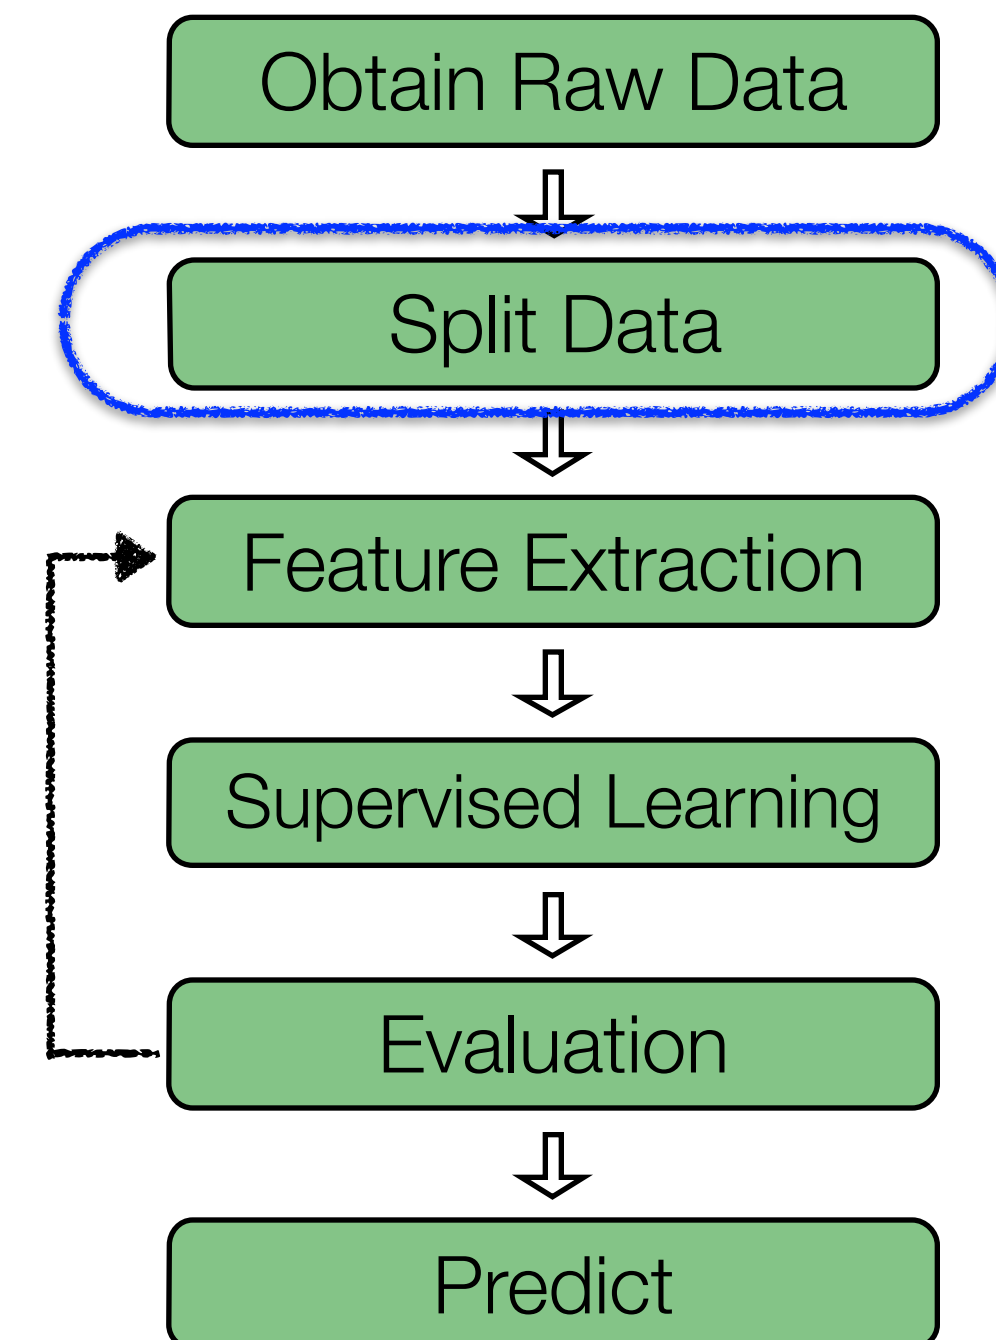 Obtain Raw Data
Split Data
Feature Extraction
Supervised Learning
Evaluation
Predict